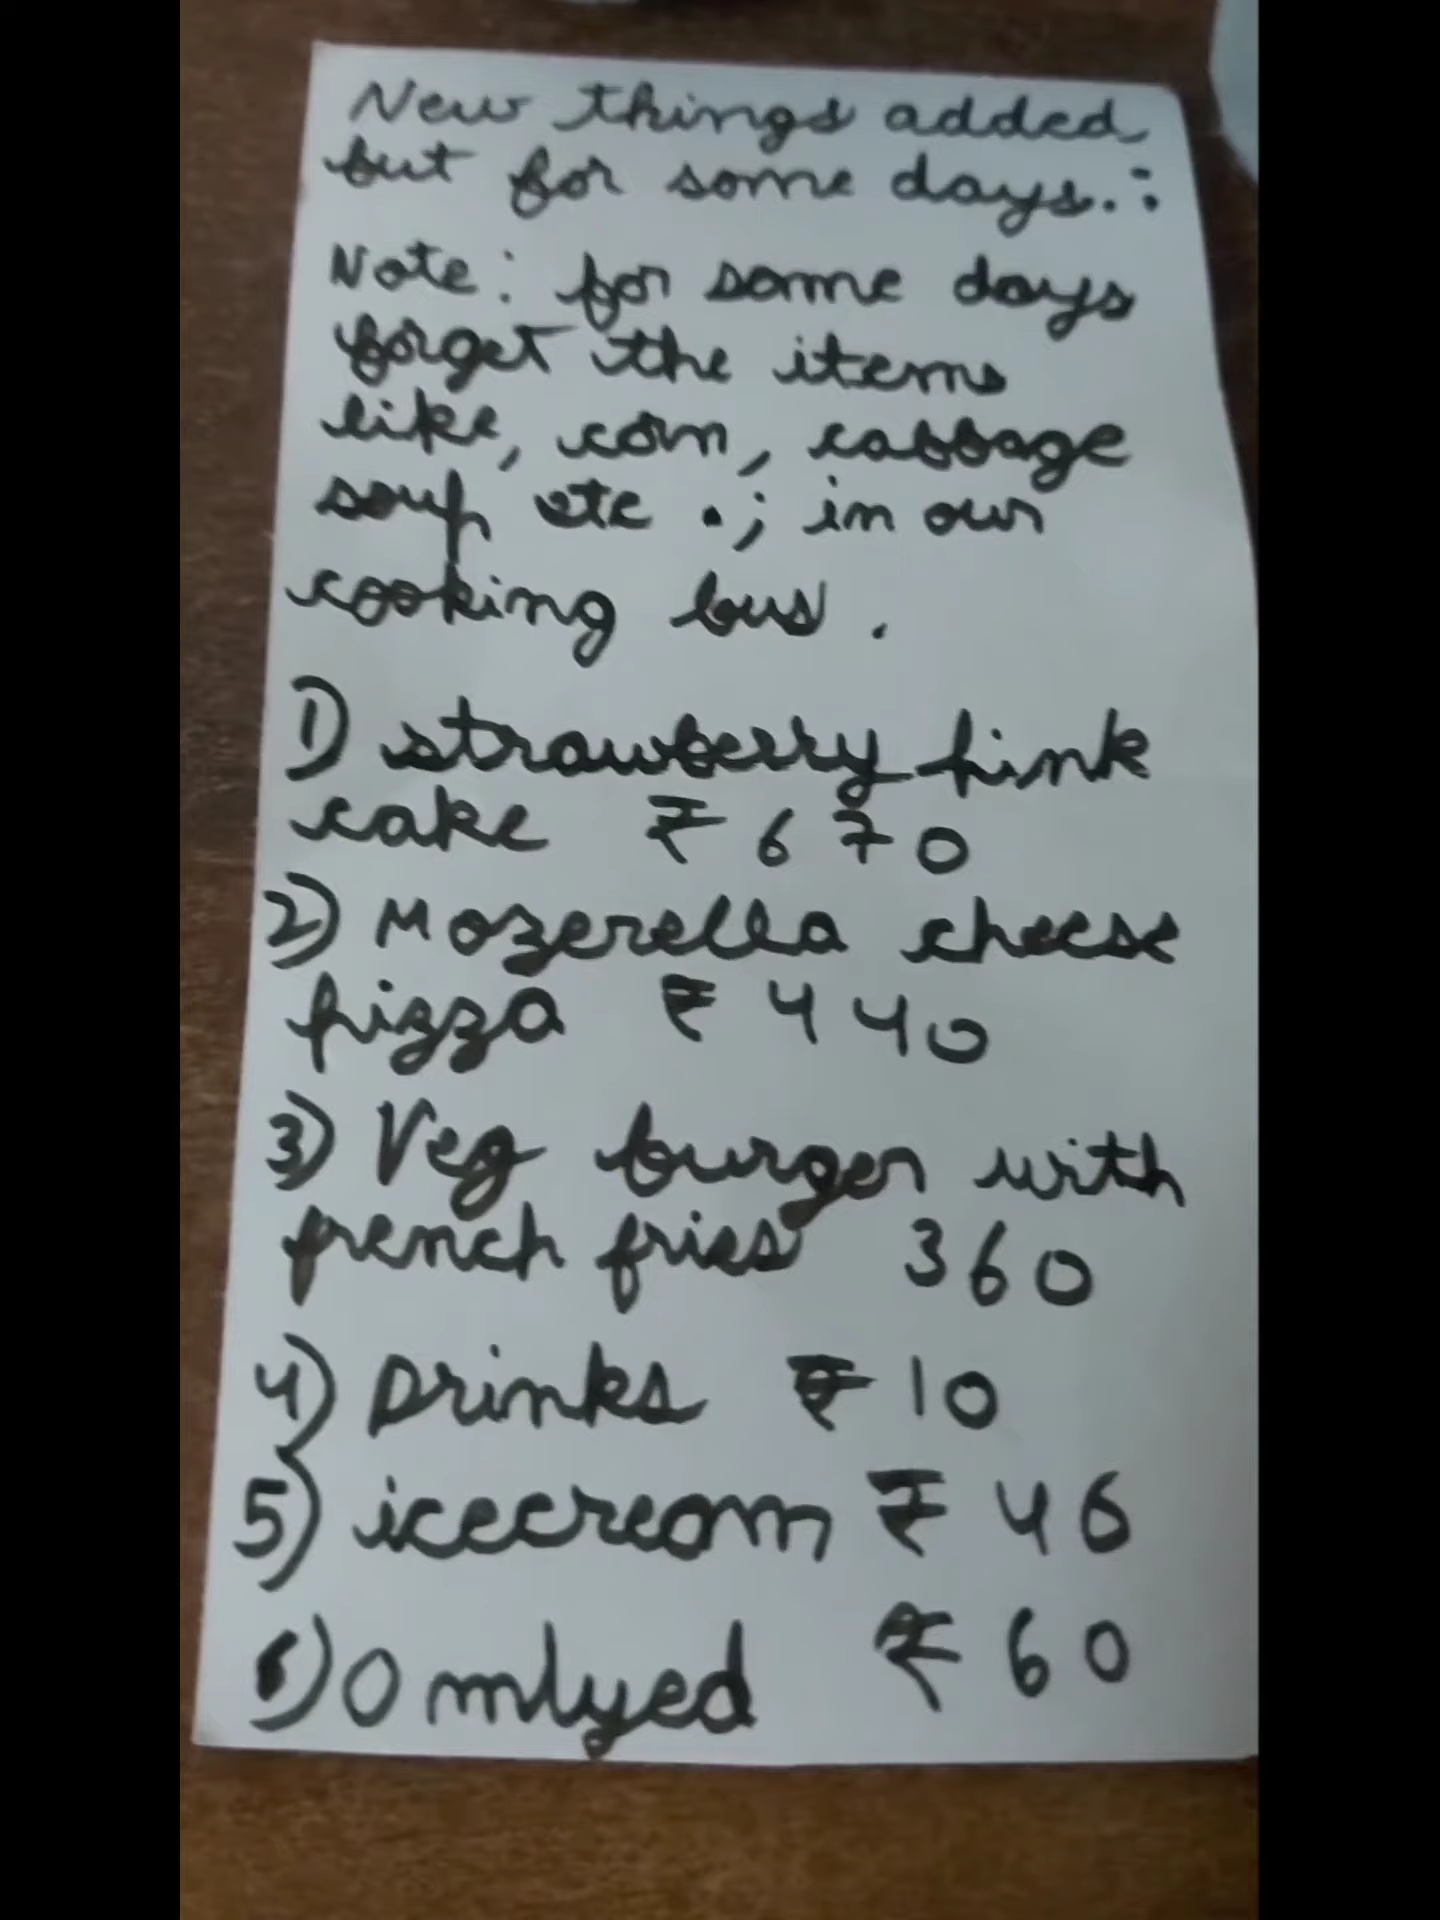 New things added
but for some days. :
Note: for some days
forget the items
like, corn, cabbage
soup, etc . ; in our
cooking bus .
1) strawberry pink
cake ₹ 670
2) Mozerella cheese
pizza ₹ 440
3) Veg burger with
french fries 360
4) Drinks ₹ 10
5) icecream ₹ 46
6) Omlyed ₹ 60